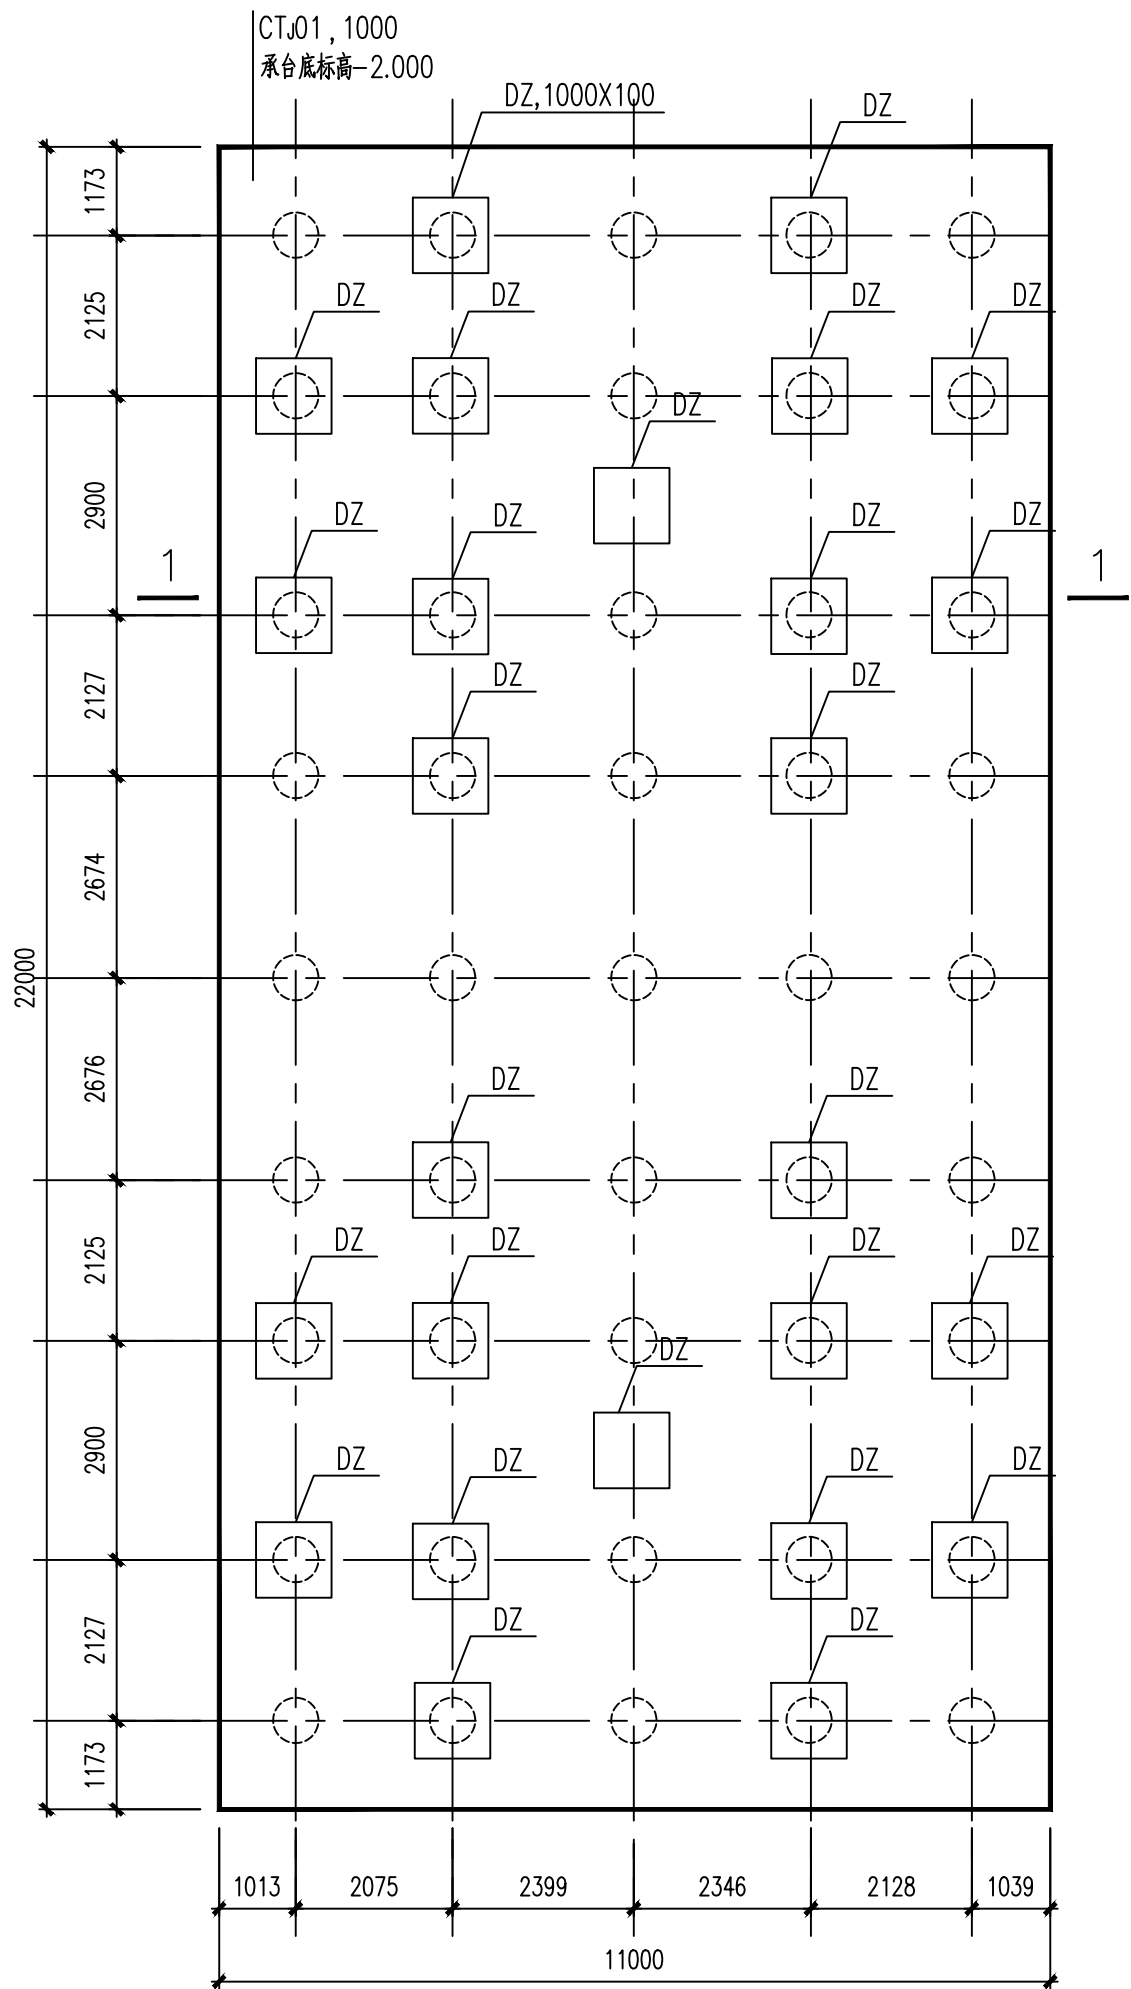 CTJ01,1000
承台底标高-2.000
DZ,1000X100
DZ
1173
2125
DZ
DZ
DZ
DZ
DZ
2900
DZ
DZ
DZ
DZ
1
1
2127
DZ
DZ
2674
22000
2676
DZ
DZ
2125
DZ
DZ
DZ
DZ
DZ
2900
DZ
DZ
DZ
DZ
2127
DZ
DZ
1173
1013
2075
2399
2346
2128
1039
11000